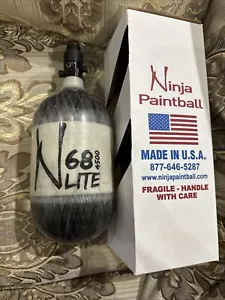 N 68 4500
LITE
Ninja
Paintball
MADE IN U.S.A.
877-646-5287
www.ninjapaintball.com
FRAGILE - HANDLE
WITH CARE